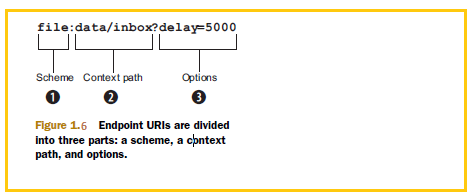 file:data/inbox?delay=5000
Scheme Context path Options
1 2 3
Figure 1.6 Endpoint URIs are divided
into three parts: a scheme, a context
path, and options.